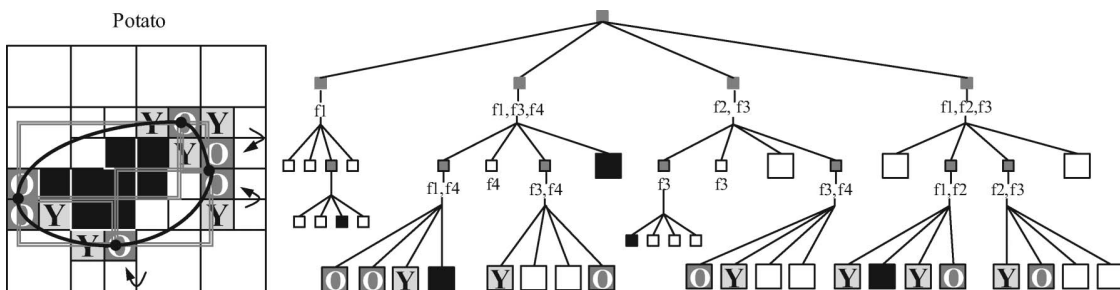 Potato
Y O Y
Y O
O O
O Y Y
Y O
f1 f1,f3,f4 f2, f3 f1,f2,f3
f4 f3
f1,f4 f3,f4 f3 f3,f4 f1,f2 f2,f3
O O Y Y O O Y Y Y O Y O